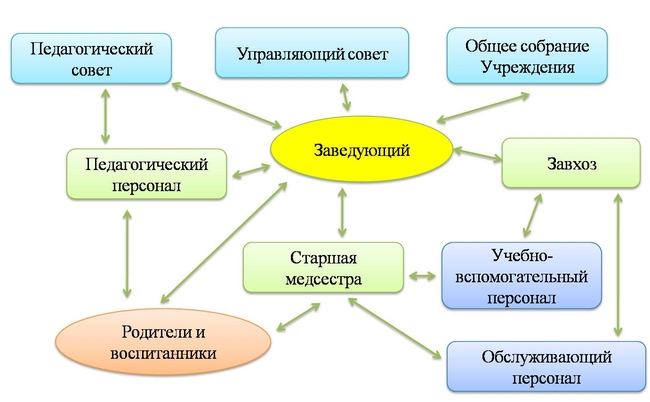 Педагогический
совет
Управляющий совет
Общее собрание
Учреждения
Заведующий
Педагогический
персонал
Завхоз
Старшая
медсестра
Учебно-
вспомогательный
персонал
Родители и
воспитанники
Обслуживающий
персонал